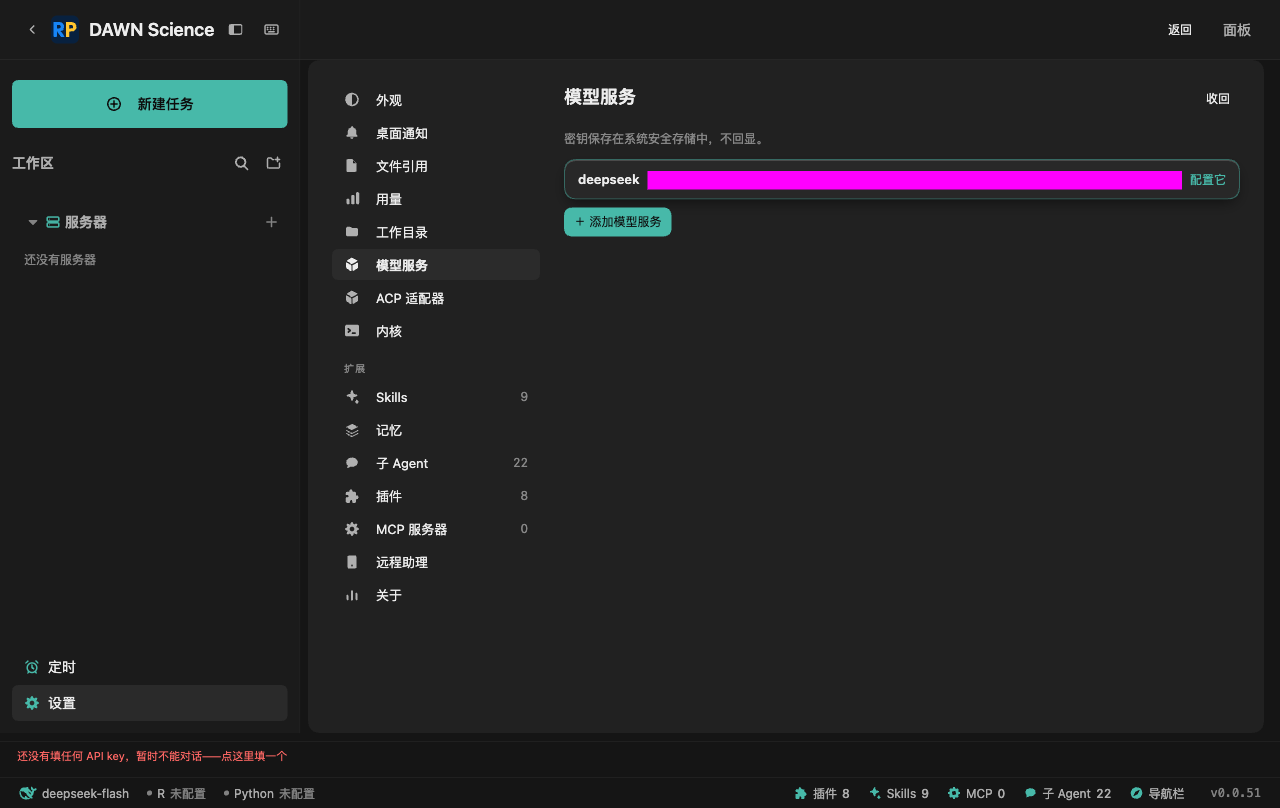 RP DAWN Science
返回 面板
新建任务
工作区
服务器
还没有服务器
定时
设置
外观
桌面通知
文件引用
用量
工作目录
模型服务
ACP 适配器
内核
扩展
Skills 9
记忆
子 Agent 22
插件 8
MCP 服务器 0
远程助理
关于
模型服务 收回
密钥保存在系统安全存储中，不回显。
deepseek 配置它
+ 添加模型服务
还没有填任何 API key，暂时不能对话——点这里填一个
deepseek-flash R 未配置 Python 未配置 插件 8 Skills 9 MCP 0 子 Agent 22 导航栏 v0.0.51